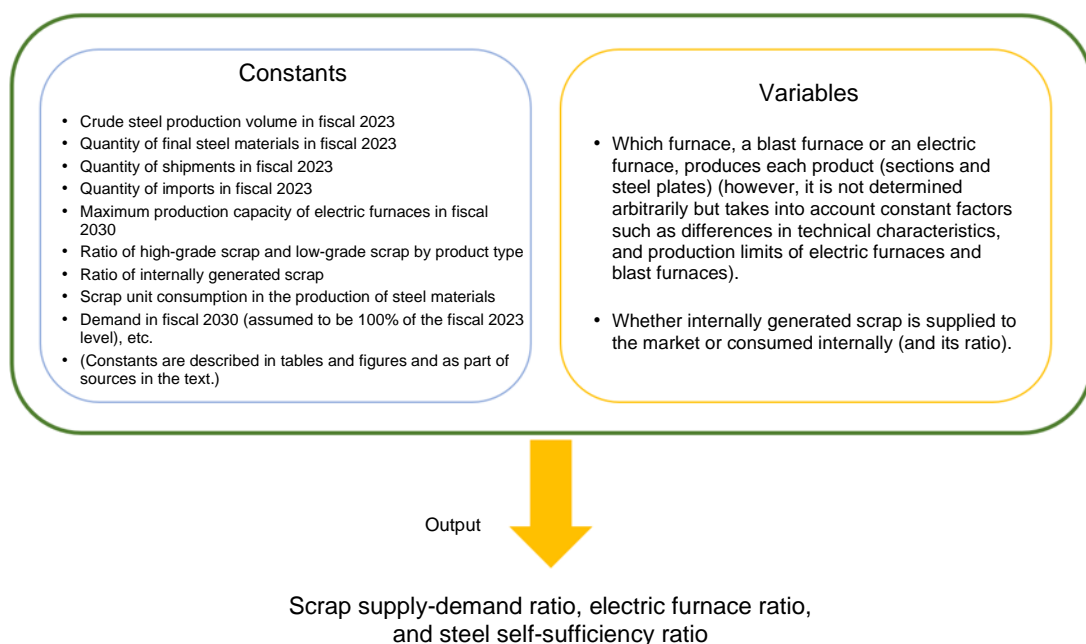 Constants
• Crude steel production volume in fiscal 2023
• Quantity of final steel materials in fiscal 2023
• Quantity of shipments in fiscal 2023
• Quantity of imports in fiscal 2023
• Maximum production capacity of electric furnaces in fiscal
2030
• Ratio of high-grade scrap and low-grade scrap by product type
• Ratio of internally generated scrap
• Scrap unit consumption in the production of steel materials
• Demand in fiscal 2030 (assumed to be 100% of the fiscal 2023
level), etc.
• (Constants are described in tables and figures and as part of
sources in the text.)
Variables
• Which furnace, a blast furnace or an electric
furnace, produces each product (sections and
steel plates) (however, it is not determined
arbitrarily but takes into account constant factors
such as differences in technical characteristics,
and production limits of electric furnaces and
blast furnaces).
• Whether internally generated scrap is supplied to
the market or consumed internally (and its ratio).
Output
Scrap supply-demand ratio, electric furnace ratio,
and steel self-sufficiency ratio